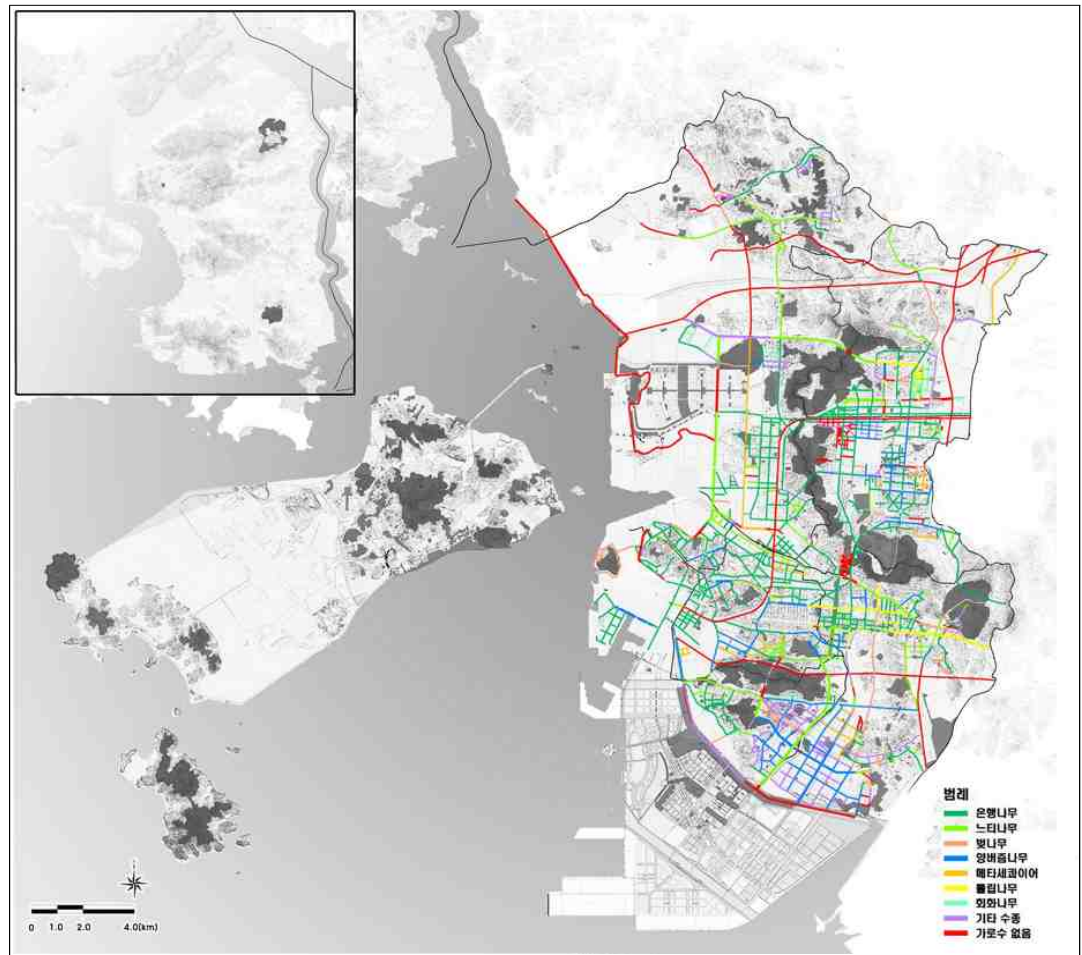 범례
은행나무
느티나무
벚나무
양버즘나무
메타세콰이어
튤립나무
회화나무
기타 수종
가로수 없음
0 1.0 2.0 4.0(km)